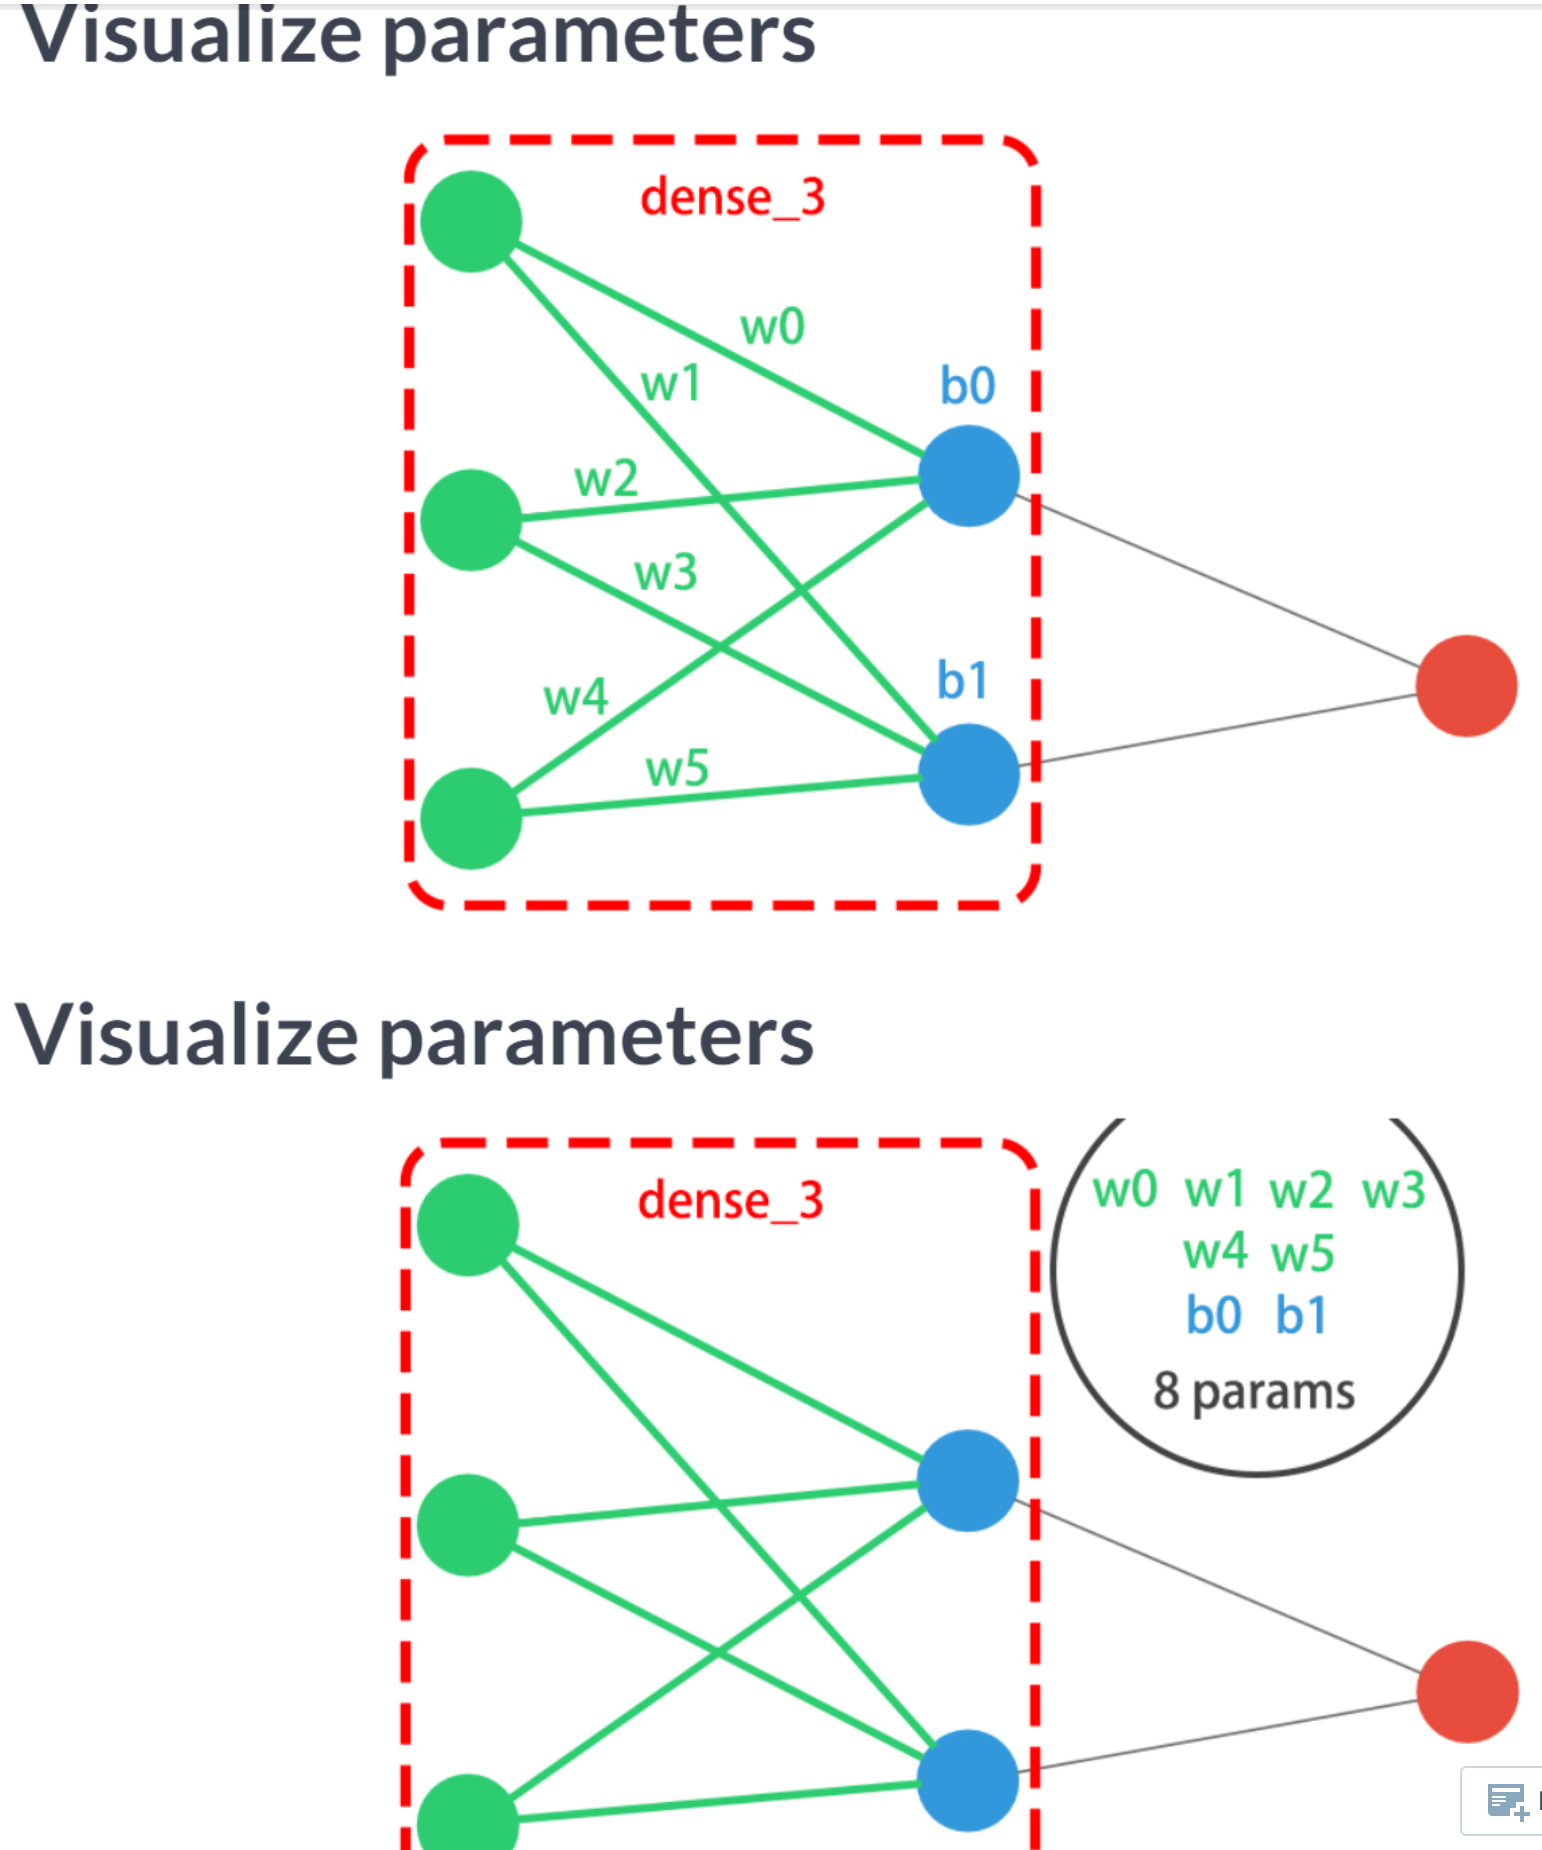 Visualize parameters
dense_3
w0
w1
b0
w2
w3
b1
w4
w5
Visualize parameters
dense_3
w0 w1 w2 w3
w4 w5
b0 b1
8 params